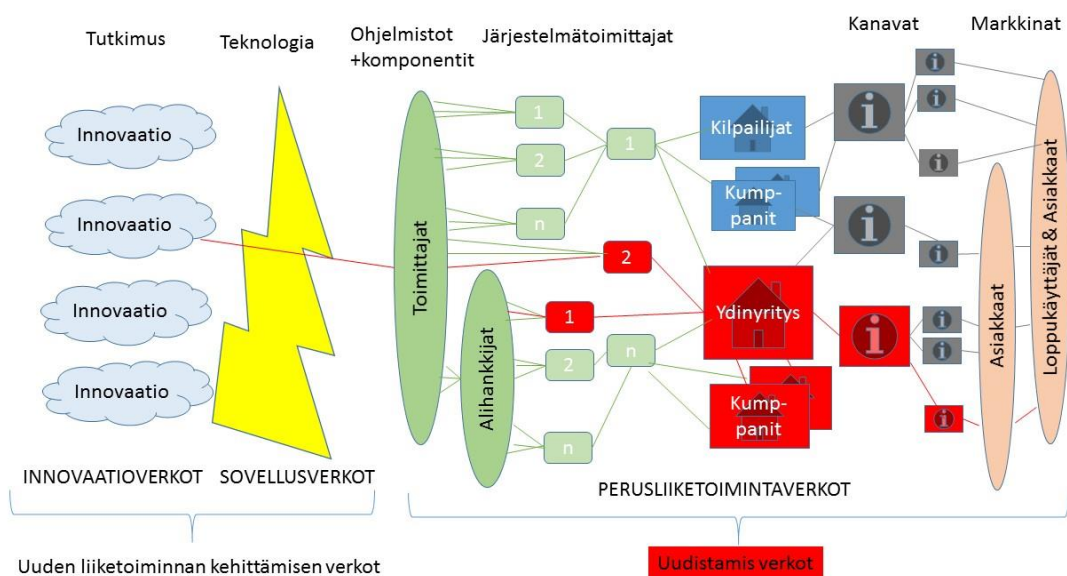 Tutkimus
Teknologia
Ohjelmistot
+komponentit
Järjestelmätoimittajat
Kanavat
Markkinat
Innovaatio
Innovaatio
Innovaatio
Innovaatio
Toimittajat
Alihankkijat
1
2
n
2
1
2
n
1
n
Kilpailijat
Kump-
panit
Ydinyritys
Kump-
panit
i
i
i
i
i
i
i
i
i
i
Asiakkaat
Loppukäyttäjät & Asiakkaat
INNOVAATIOVERKOT
SOVELLUSVERKOT
PERUSLIIKETOIMINTAVERKOT
Uuden liiketoiminnan kehittämisen verkot
Uudistamis verkot